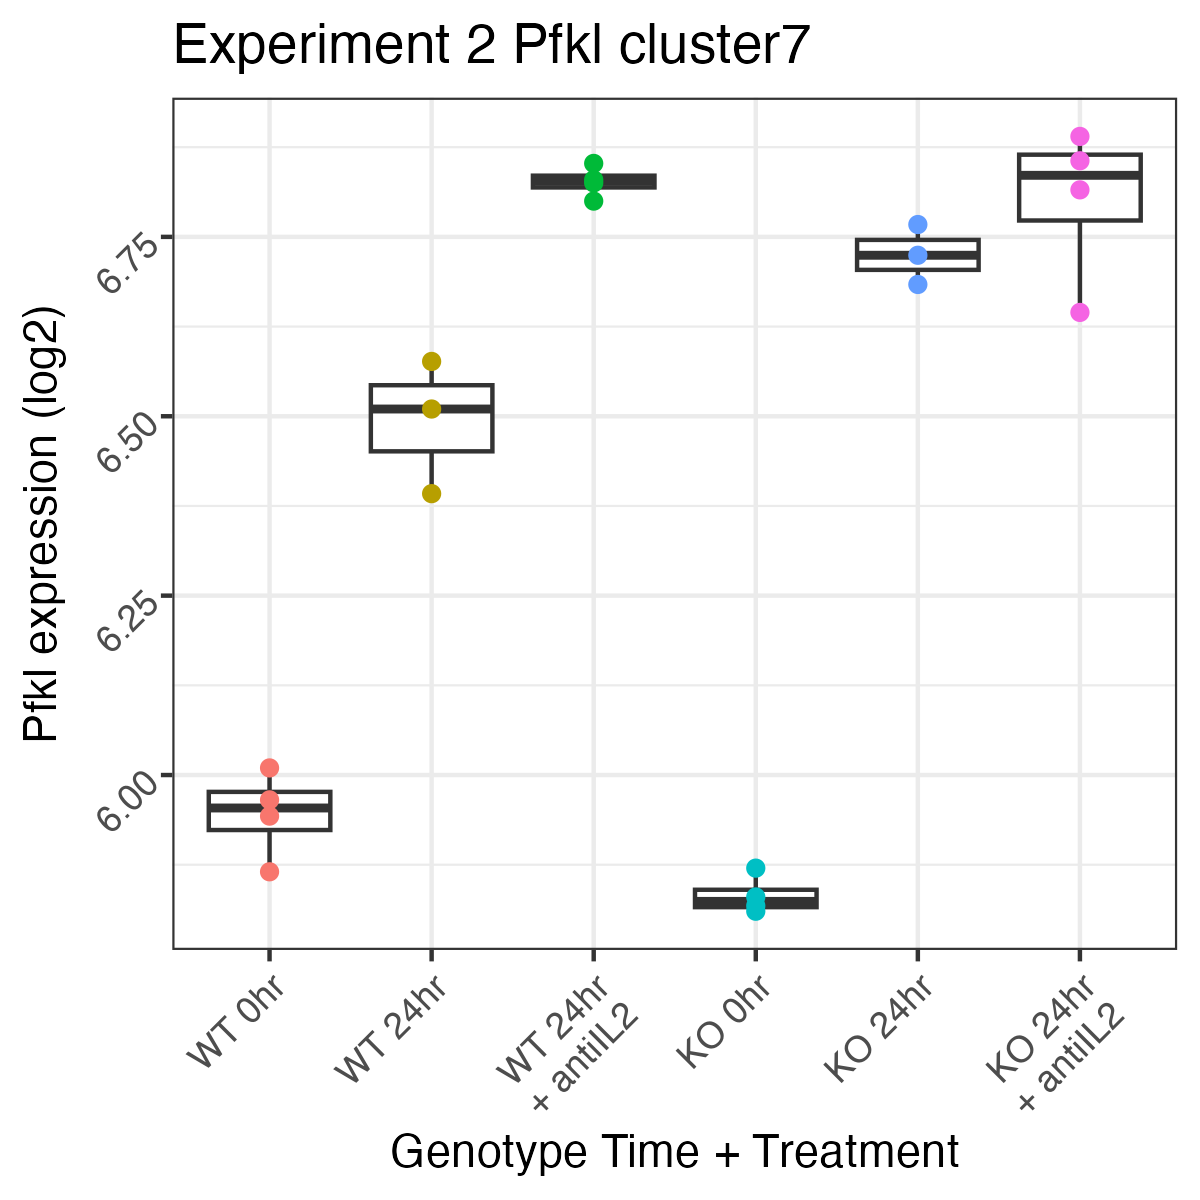 Experiment 2 Pfkl cluster7
Pfkl expression (log2)
6.75
6.50
6.25
6.00
WT 0hr
WT 24hr
WT 24hr
+ antiIL2
KO 0hr
KO 24hr
KO 24hr
+ antiIL2
Genotype Time + Treatment